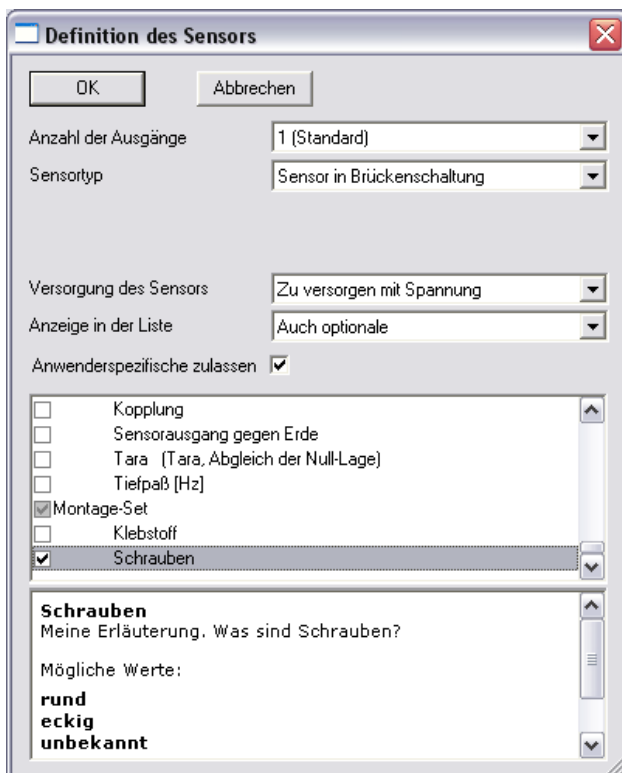 Definition des Sensors
OK Abbrechen
Anzahl der Ausgänge 1 (Standard)
Sensortyp Sensor in Brückenschaltung
Versorgung des Sensors Zu versorgen mit Spannung
Anzeige in der Liste Auch optionale
Anwenderspezifische zulassen
Kopplung
Sensorausgang gegen Erde
Tara (Tara, Abgleich der Null-Lage)
Tiefpaß [Hz]
Montage-Set
Klebstoff
Schrauben
Schrauben
Meine Erläuterung. Was sind Schrauben?
Mögliche Werte:
rund
eckig
unbekannt